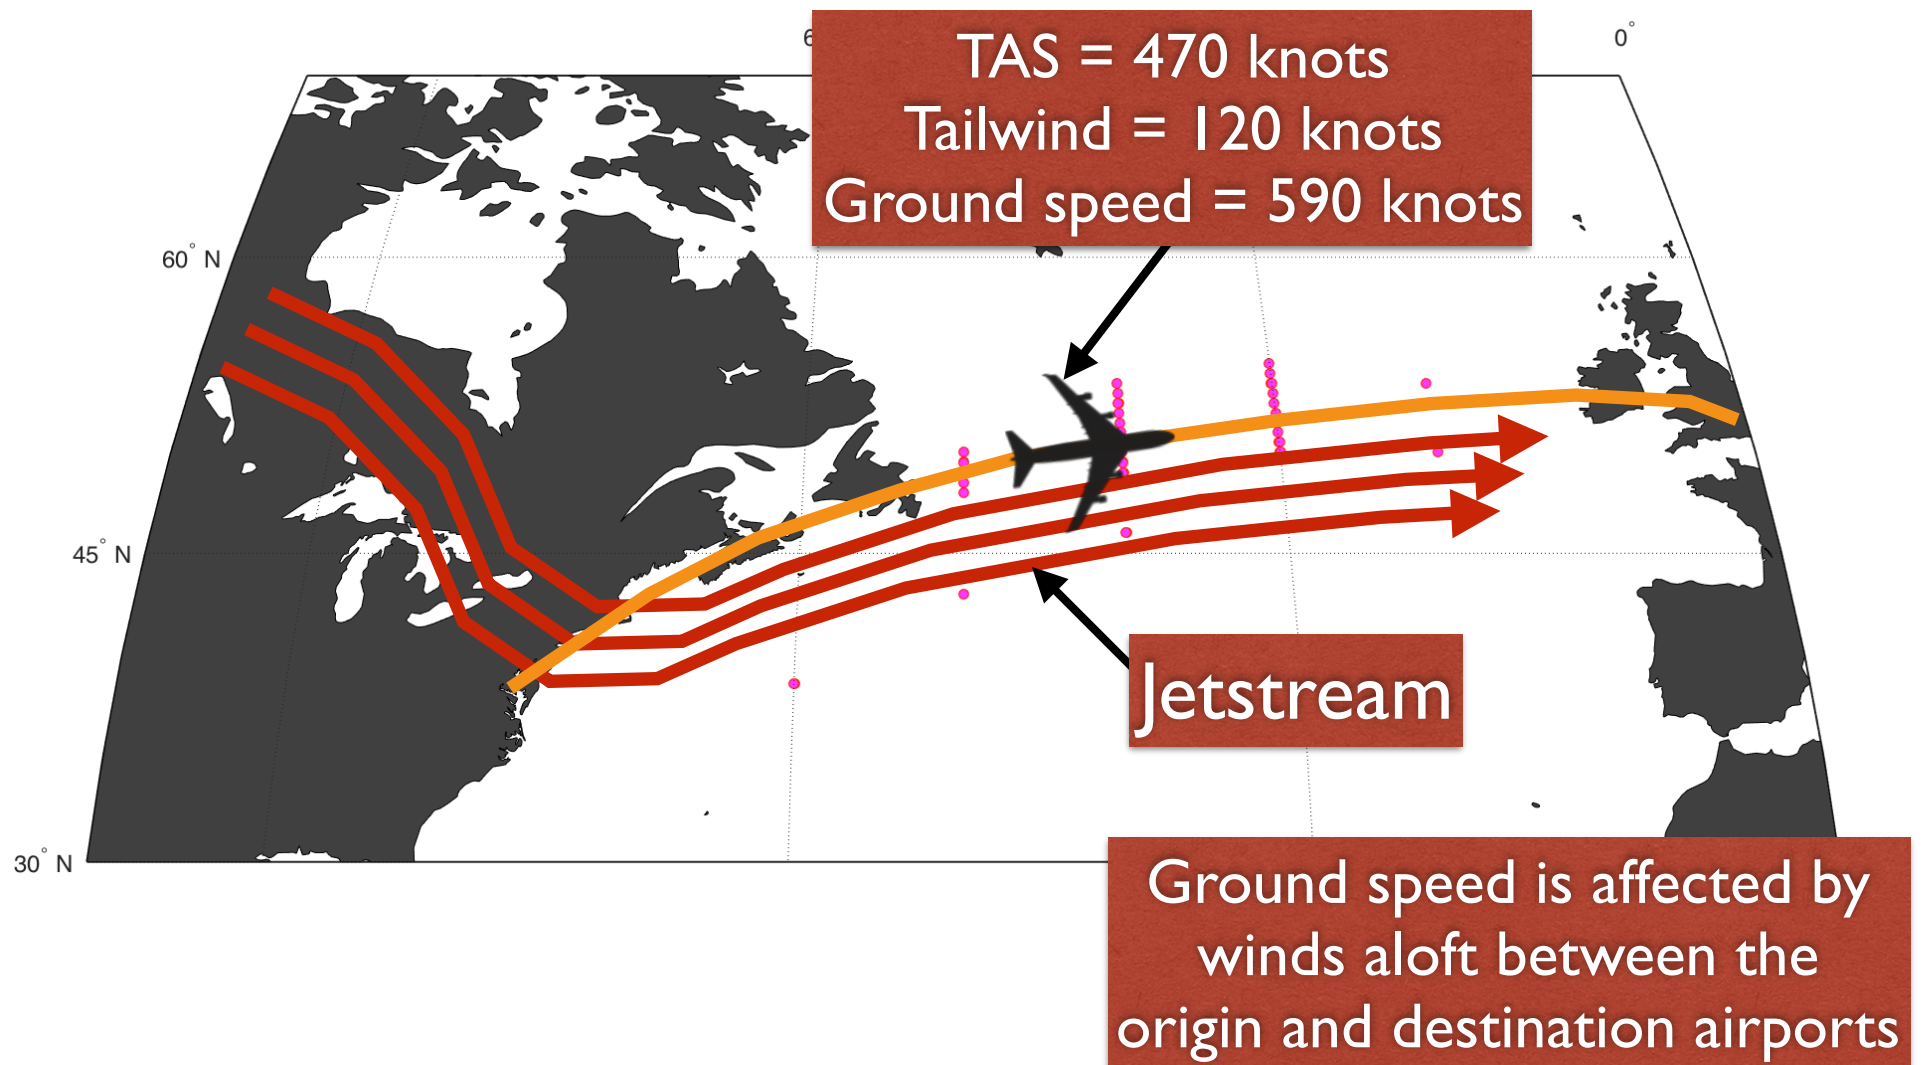 0°
TAS = 470 knots
Tailwind = 120 knots
Ground speed = 590 knots
60° N
45° N
Jetstream
30° N
Ground speed is affected by
winds aloft between the
origin and destination airports